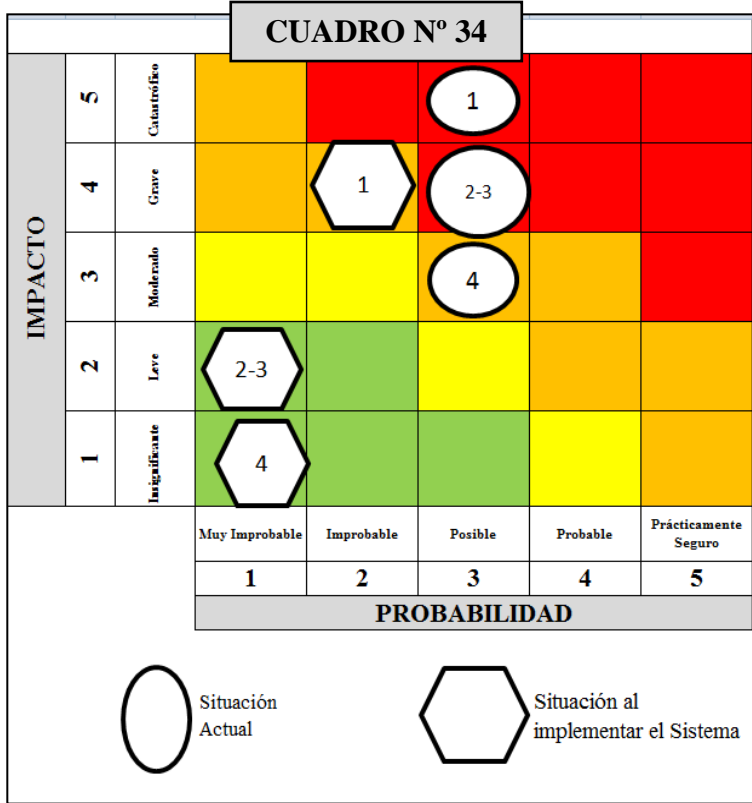 CUADRO Nº 34
IMPACTO
5
Catastrófico
1
4
Grave
1
2-3
3
Moderado
4
2
Leve
2-3
1
Insignificante
4
Muy Improbable
Improbable
Posible
Probable
Prácticamente
Seguro
1
2
3
4
5
PROBABILIDAD
Situación
Actual
Situación al
implementar el Sistema